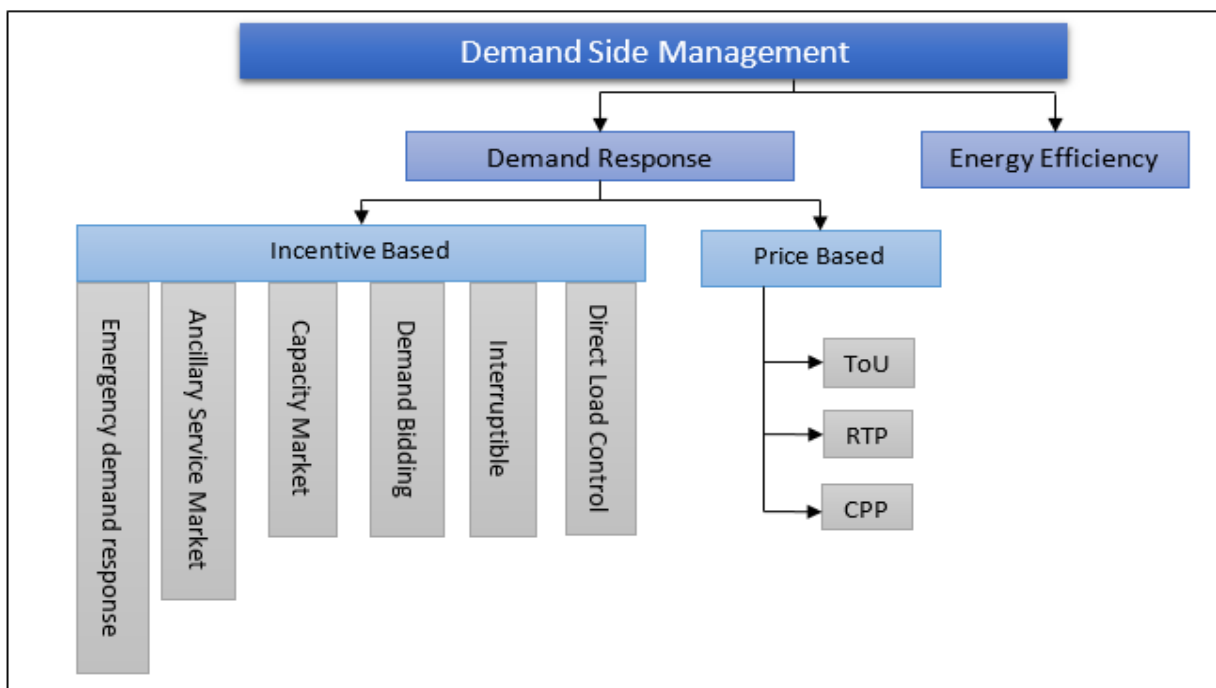 Demand Side Management
Demand Response
Energy Efficiency
Incentive Based
Price Based
Emergency demand response
Ancillary Service Market
Capacity Market
Demand Bidding
Interruptible
Direct Load Control
ToU
RTP
CPP